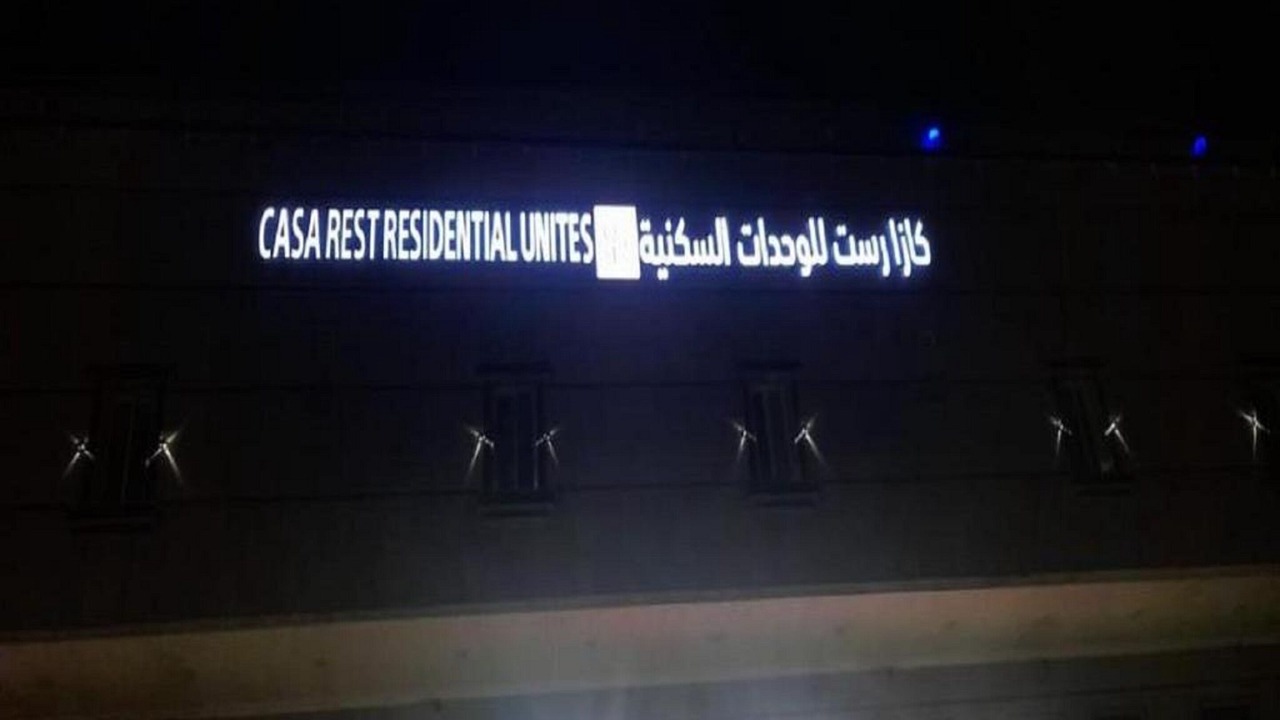 CASA REST RESIDENTIAL UNITES كازا رست للوحدات السكنية